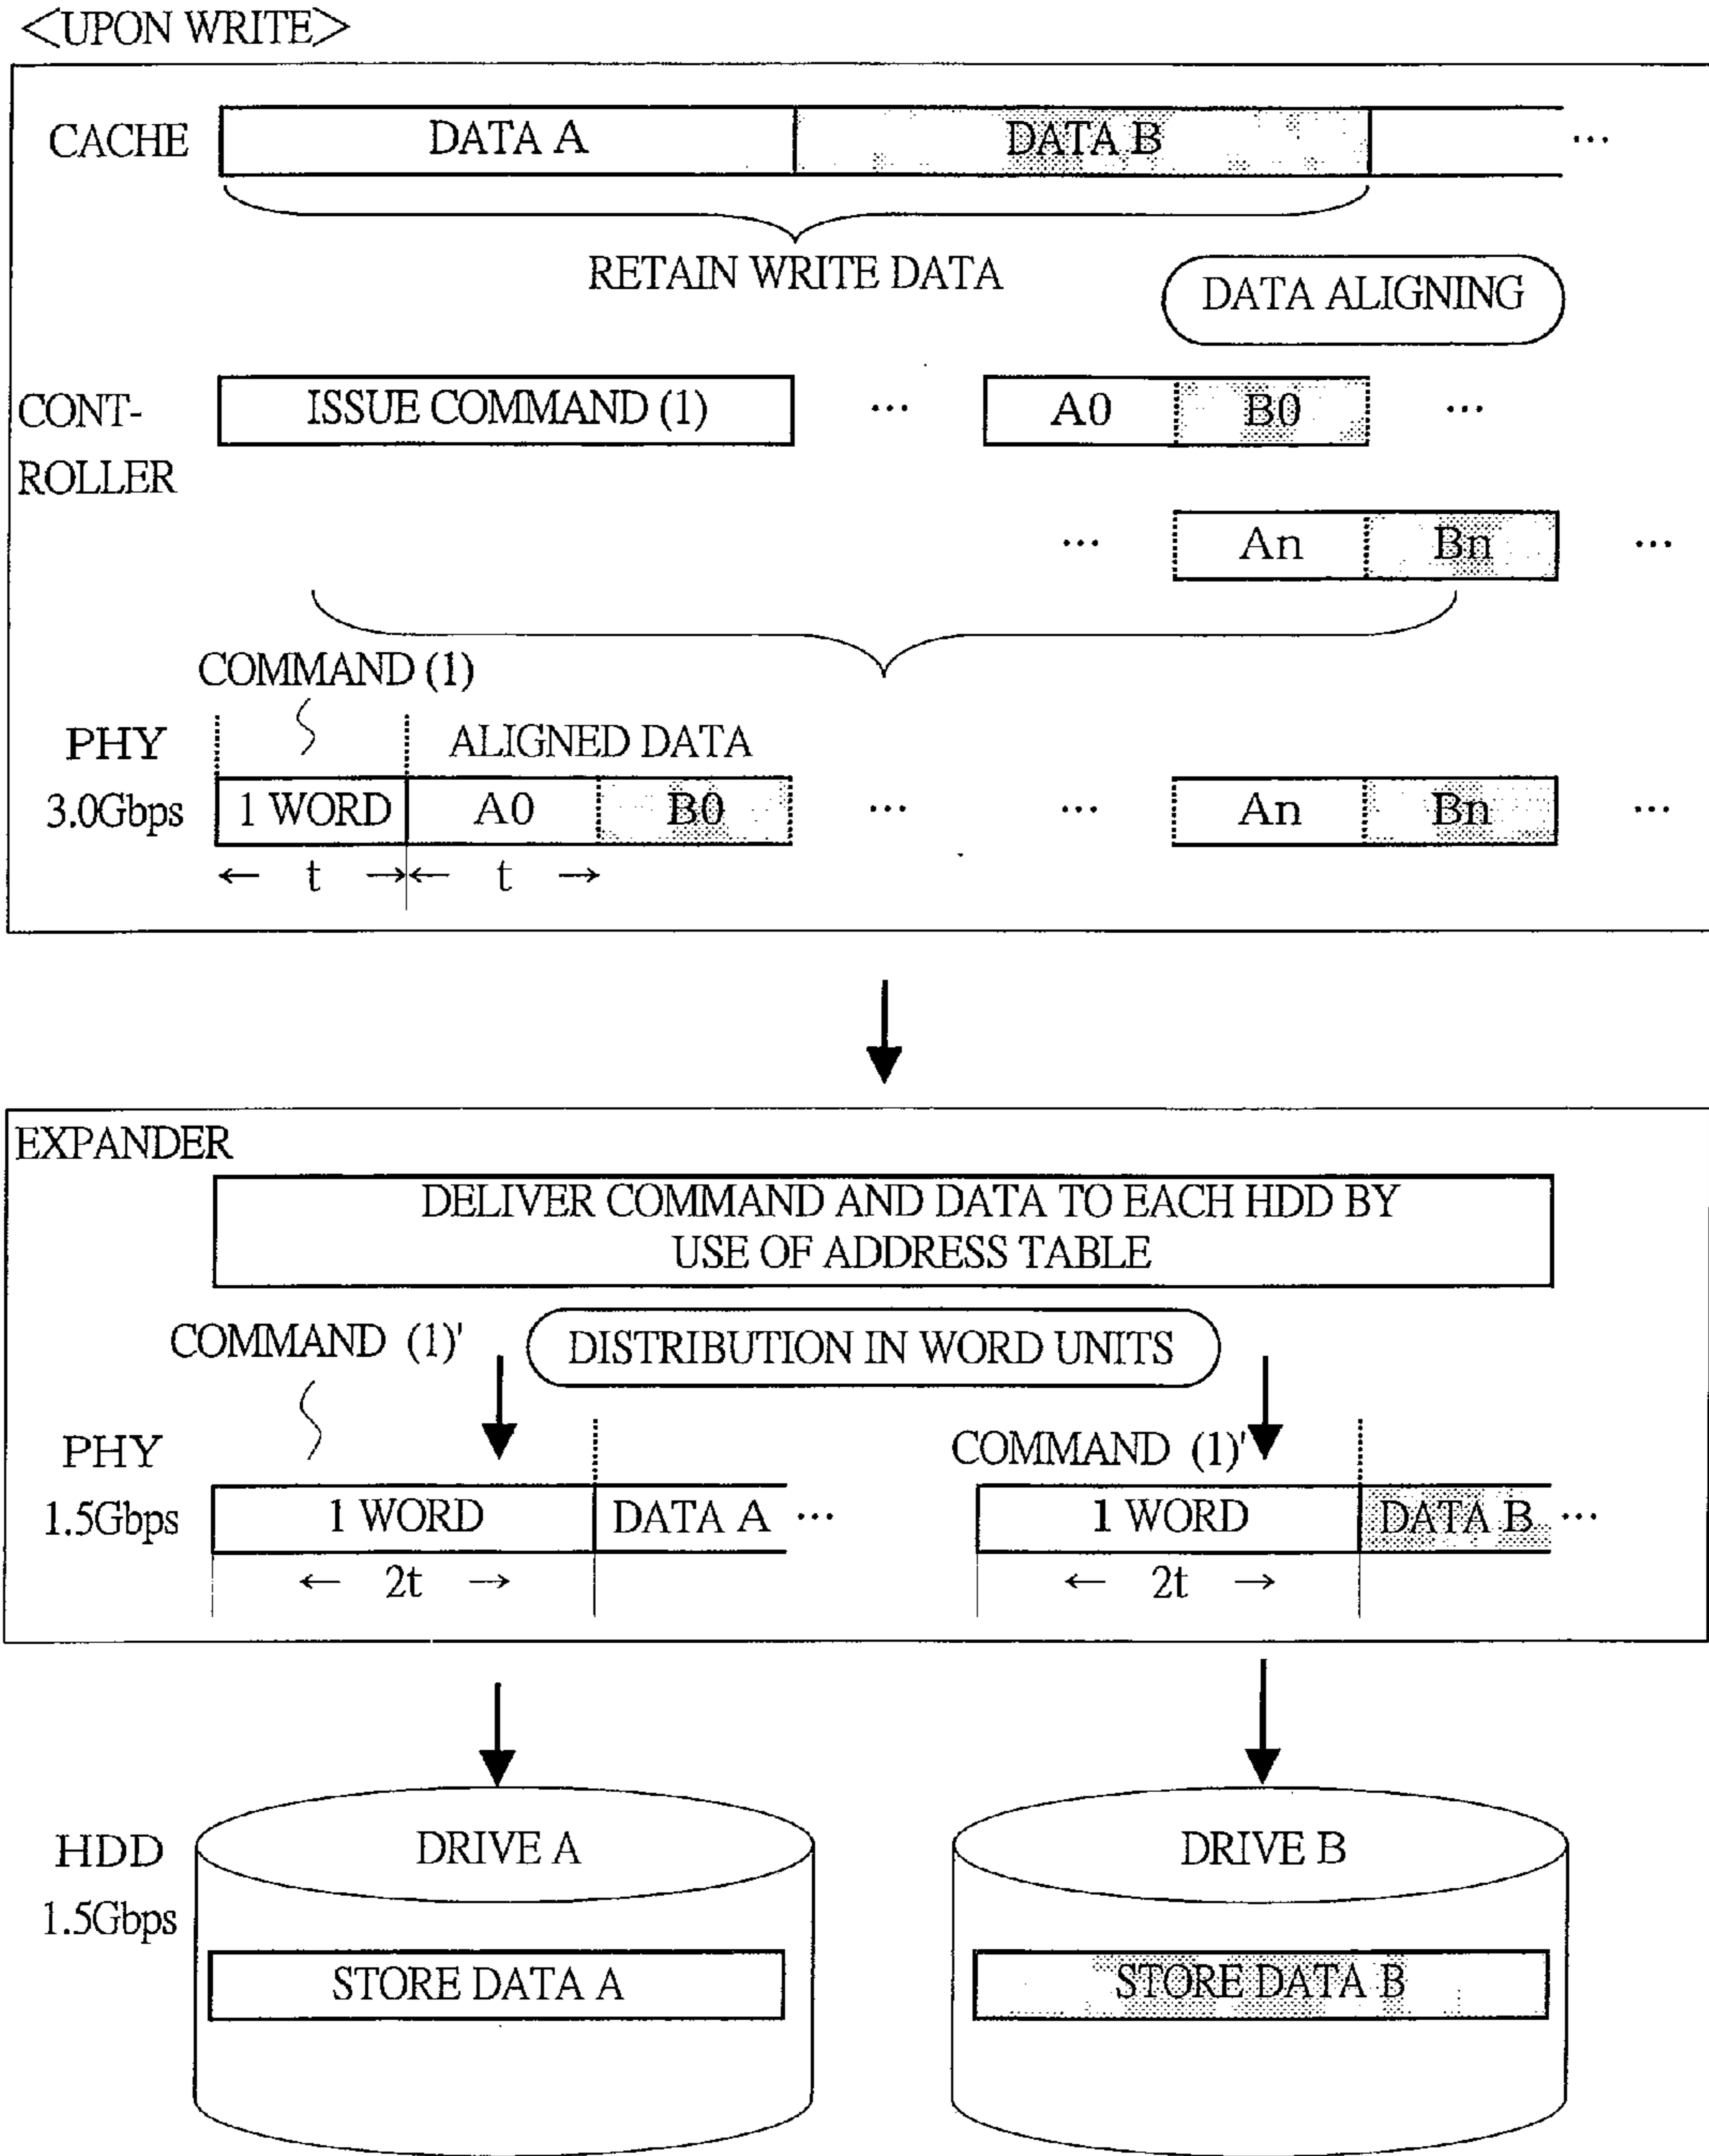 <UPON WRITE>
CACHE DATA A DATA B ...
RETAIN WRITE DATA
DATA ALIGNING
CONT-
ROLLER
ISSUE COMMAND (1) ... A0 B0 ...
... An Bn ...
COMMAND (1)
PHY ALIGNED DATA
3.0Gbps 1 WORD A0 B0 ... ... An Bn ...
← t →← t →
EXPANDER
DELIVER COMMAND AND DATA TO EACH HDD BY
USE OF ADDRESS TABLE
COMMAND (1)' DISTRIBUTION IN WORD UNITS
PHY COMMAND (1)'
1.5Gbps 1 WORD DATA A ... 1 WORD DATA B ...
← 2t → ← 2t →
HDD DRIVE A DRIVE B
1.5Gbps
STORE DATA A STORE DATA B